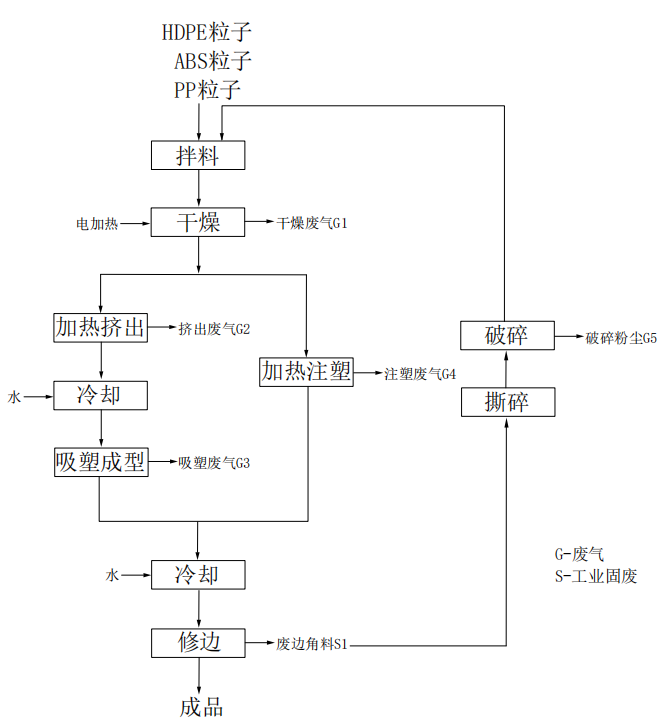 HDPE粒子
ABS粒子
PP粒子
拌料
电加热
干燥
干燥废气G1
加热挤出
挤出废气G2
破碎
破碎粉尘G5
加热注塑
注塑废气G4
水
冷却
撕碎
吸塑成型
吸塑废气G3
G-废气
S-工业固废
水
冷却
修边
废边角料S1
成品